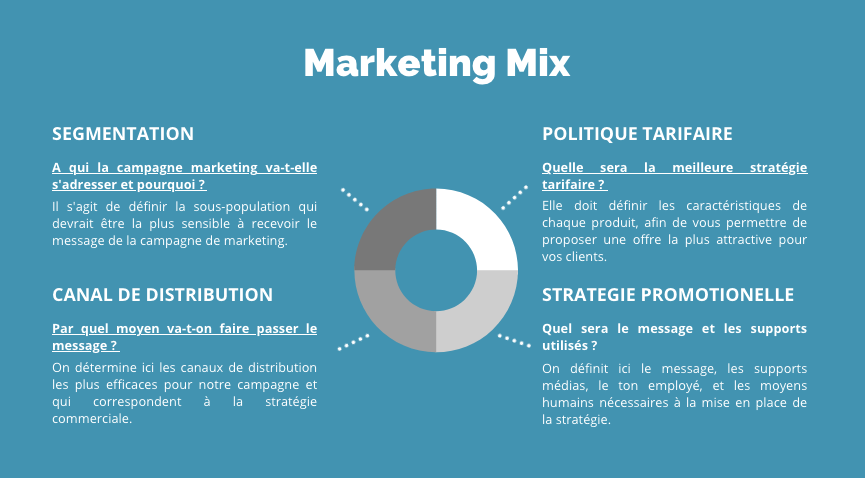 Marketing Mix
SEGMENTATION
A qui la campagne marketing va-t-elle
s'adresser et pourquoi ?
Il s'agit de définir la sous-population qui
devrait être la plus sensible à recevoir le
message de la campagne de marketing.
CANAL DE DISTRIBUTION
Par quel moyen va-t-on faire passer le
message ?
On détermine ici les canaux de distribution
les plus efficaces pour notre campagne et
qui correspondent à la stratégie
commerciale.
POLITIQUE TARIFAIRE
Quelle sera la meilleure stratégie
tarifaire ?
Elle doit définir les caractéristiques de
chaque produit, afin de vous permettre de
proposer une offre la plus attractive pour
vos clients.
STRATEGIE PROMOTIONELLE
Quel sera le message et les supports
utilisés ?
On définit ici le message, les supports
médias, le ton employé, et les moyens
humains nécessaires à la mise en place de
la stratégie.